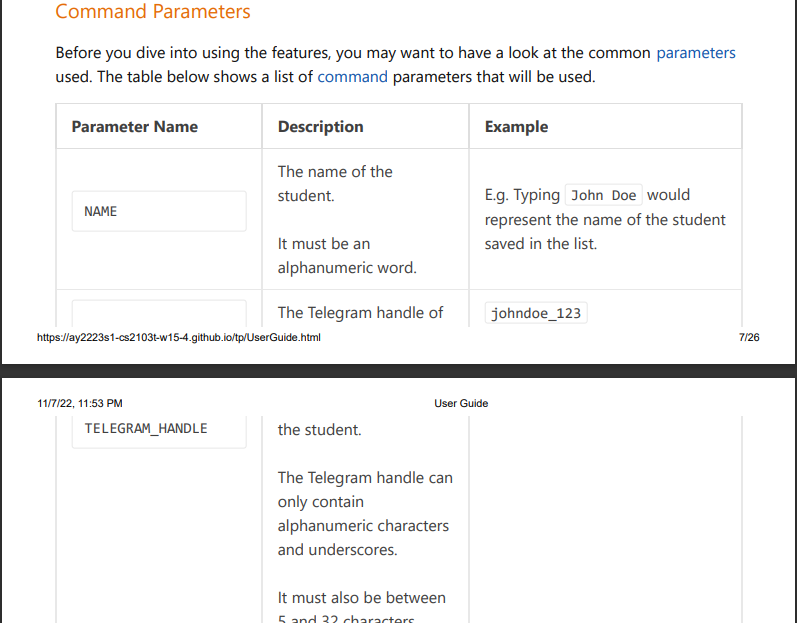 Command Parameters
Before you dive into using the features, you may want to have a look at the common parameters
used. The table below shows a list of command parameters that will be used.
Parameter Name
Description
Example
NAME
The name of the
student.
It must be an
alphanumeric word.
E.g. Typing John Doe would
represent the name of the student
saved in the list.
The Telegram handle of
johndoe_123
https://ay2223s1-cs2103t-w15-4.github.io/tp/UserGuide.html
7/26
11/7/22, 11:53 PM
User Guide
TELEGRAM_HANDLE
the student.
The Telegram handle can
only contain
alphanumeric characters
and underscores.
It must also be between
5 and 32 characters